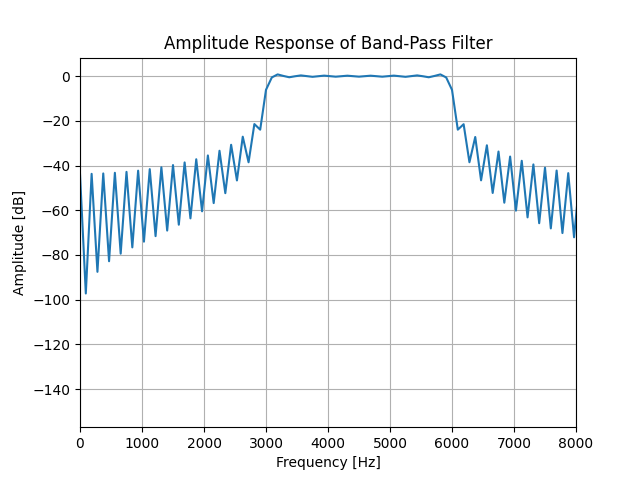 Amplitude Response of Band-Pass Filter
0
−20
−40
−60
−80
−100
−120
−140
Amplitude [dB]
0 1000 2000 3000 4000 5000 6000 7000 8000
Frequency [Hz]